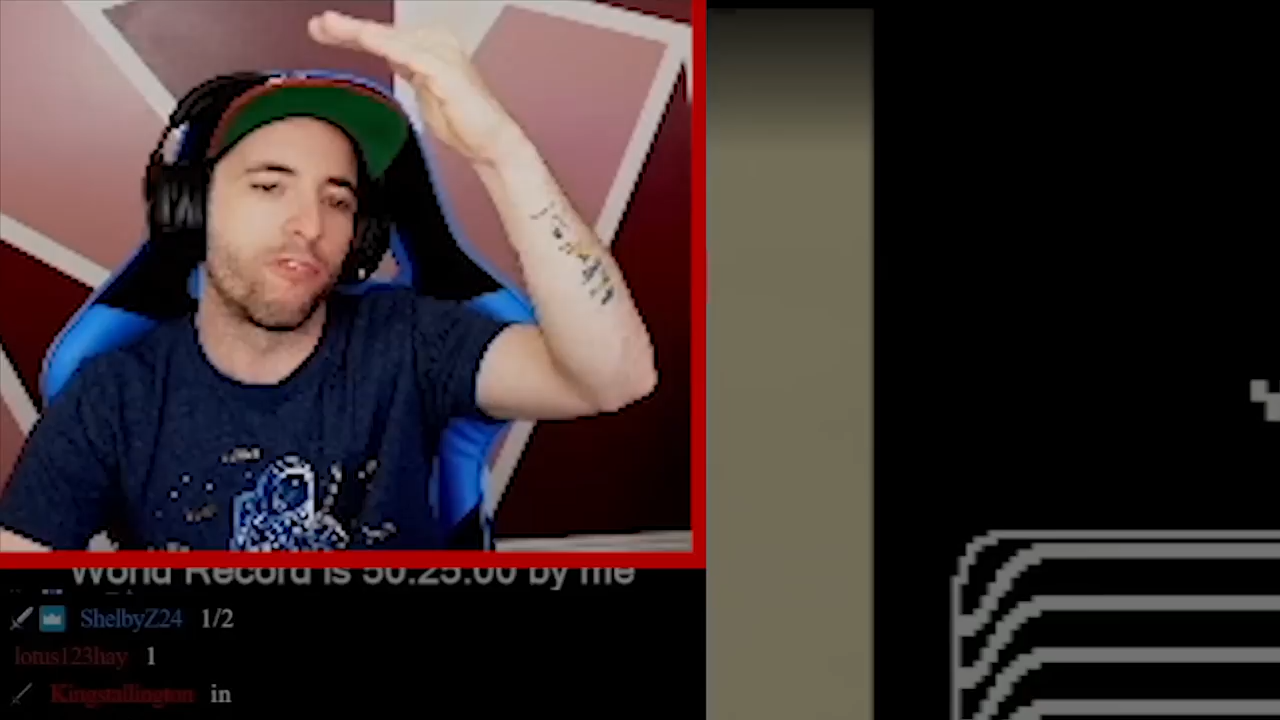 World Record is 50:25.00 by me
ShelbyZ24 1/2
lotus123hay 1
Kingstallington in